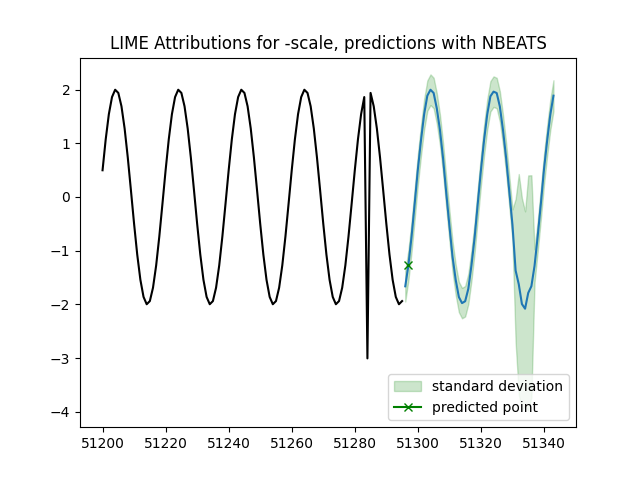 LIME Attributions for -scale, predictions with NBEATS
2
1
0
−1
−2
−3
−4
standard deviation
predicted point
51200 51220 51240 51260 51280 51300 51320 51340